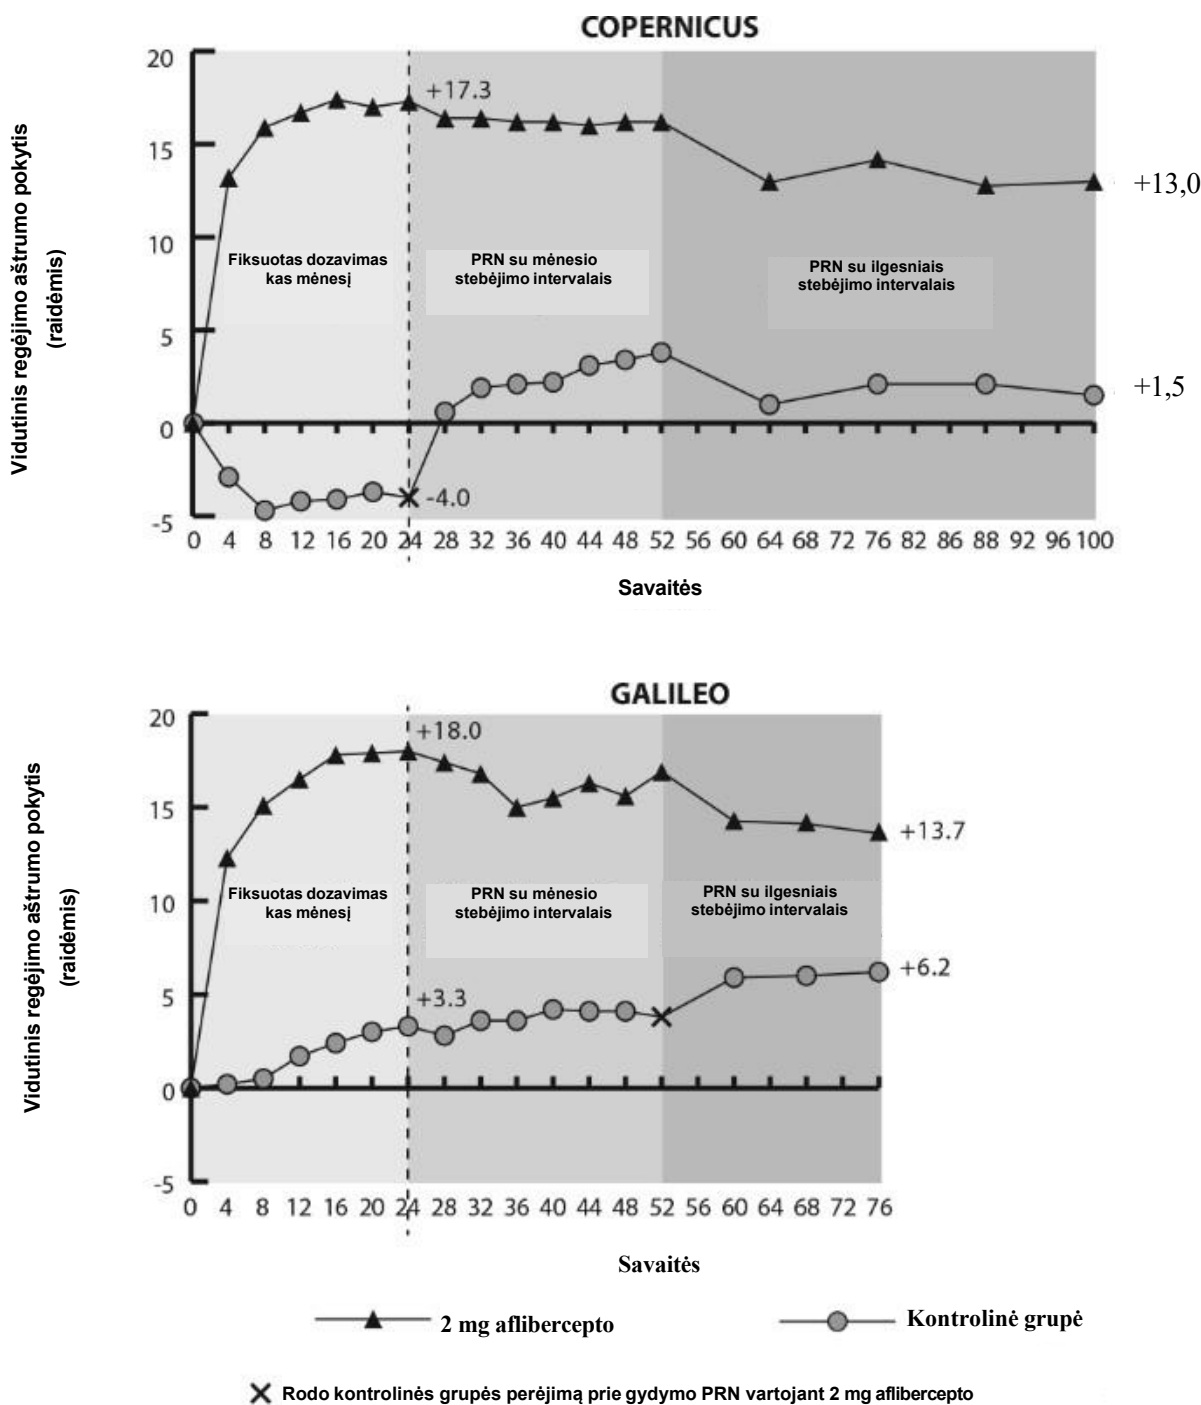 COPERNICUS
20
15
10
5
0
-5
Vidutinis regėjimo aštrumo pokytis
(raidėmis)
+17.3
+13,0
Fiksuotas dozavimas
kas mėnesį
PRN su mėnesio
stebėjimo intervalais
PRN su ilgesniais
stebėjimo intervalais
+1,5
-4.0
0 4 8 12 16 20 24 28 32 36 40 44 48 52 56 60 64 68 72 76 82 86 88 92 96 100
Savaitės
GALILEO
20
15
10
5
0
-5
Vidutinis regėjimo aštrumo pokytis
(raidėmis)
+18.0
+13.7
Fiksuotas dozavimas
kas mėnesį
PRN su mėnesio
stebėjimo intervalais
PRN su ilgesniais
stebėjimo intervalais
+3.3
+6.2
0 4 8 12 16 20 24 28 32 36 40 44 48 52 60 64 68 72 76
Savaitės
2 mg aflibercepto
Kontrolinė grupė
Rodo kontrolinės grupės perėjimą prie gydymo PRN vartojant 2 mg aflibercepto